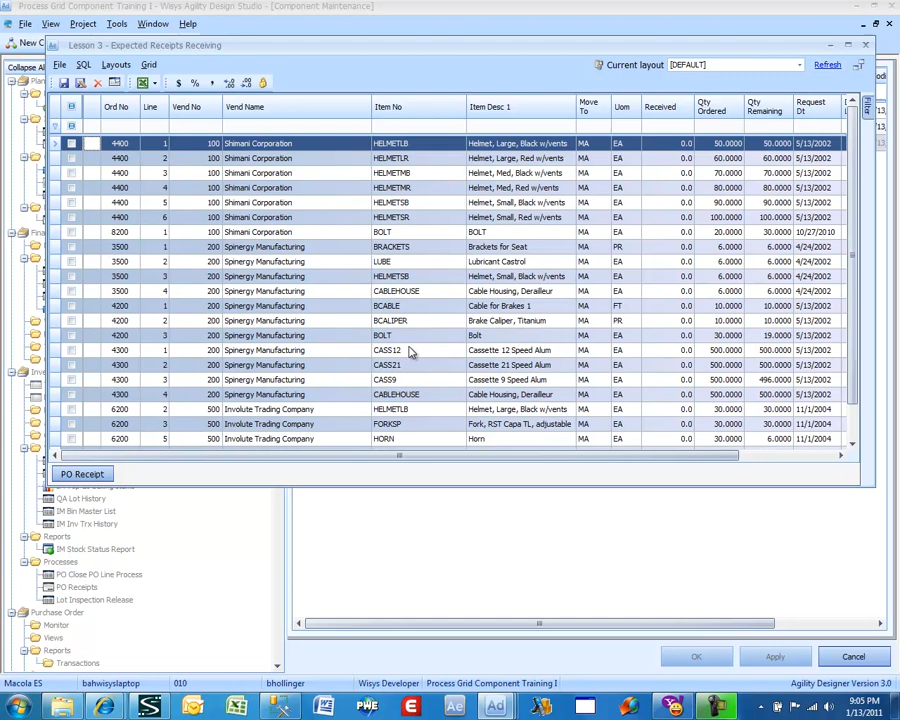 Process Grid Component Training I - Wisys Agility Design Studio - [Component Maintenance]
File View Project Tools Window Help
New C
Lesson 3 - Expected Receipts Receiving
Collapse All
File SQL Layouts Grid
Current layout [DEFAULT] Refresh
$ % , 
Filter
Ord No Line Vend No Vend Name Item No Item Desc 1 Move To Uom Received Qty Ordered Qty Remaining Request Dt
4400 1 100 Shimani Corporation HELMETLB Helmet, Large, Black w/vents MA EA 0.0 50.0000 50.0000 5/13/2002
4400 2 100 Shimani Corporation HELMETLR Helmet, Large, Red w/vents MA EA 0.0 60.0000 60.0000 5/13/2002
4400 3 100 Shimani Corporation HELMETMB Helmet, Med, Black w/vents MA EA 0.0 70.0000 70.0000 5/13/2002
4400 4 100 Shimani Corporation HELMETMR Helmet, Med, Red w/vents MA EA 0.0 80.0000 80.0000 5/13/2002
4400 5 100 Shimani Corporation HELMETSB Helmet, Small, Black w/vents MA EA 0.0 90.0000 90.0000 5/13/2002
4400 6 100 Shimani Corporation HELMETSR Helmet, Small, Red w/vents MA EA 0.0 100.0000 100.0000 5/13/2002
8200 1 100 Shimani Corporation BOLT BOLT MA EA 0.0 20.0000 30.0000 10/27/2010
3500 1 200 Spinergy Manufacturing BRACKETS Brackets for Seat MA PR 0.0 6.0000 6.0000 4/24/2002
3500 2 200 Spinergy Manufacturing LUBE Lubricant Castrol MA EA 0.0 6.0000 6.0000 4/24/2002
3500 3 200 Spinergy Manufacturing HELMETSB Helmet, Small, Black w/vents MA EA 0.0 6.0000 6.0000 4/24/2002
3500 4 200 Spinergy Manufacturing CABLEHOUSE Cable Housing, Derailleur MA EA 0.0 6.0000 6.0000 4/24/2002
4200 1 200 Spinergy Manufacturing BCABLE Cable for Brakes 1 MA FT 0.0 10.0000 10.0000 5/13/2002
4200 2 200 Spinergy Manufacturing BCALIPER Brake Caliper, Titanium MA PR 0.0 10.0000 10.0000 5/13/2002
4200 3 200 Spinergy Manufacturing BOLT Bolt MA EA 0.0 30.0000 19.0000 5/13/2002
4300 1 200 Spinergy Manufacturing CASS12 Cassette 12 Speed Alum MA EA 0.0 500.0000 500.0000 5/13/2002
4300 2 200 Spinergy Manufacturing CASS21 Cassette 21 Speed Alum MA EA 0.0 500.0000 500.0000 5/13/2002
4300 3 200 Spinergy Manufacturing CASS9 Cassette 9 Speed Alum MA EA 0.0 500.0000 496.0000 5/13/2002
4300 4 200 Spinergy Manufacturing CABLEHOUSE Cable Housing, Derailleur MA EA 0.0 500.0000 500.0000 5/13/2002
6200 2 500 Involute Trading Company HELMETLB Helmet, Large, Black w/vents MA EA 0.0 30.0000 30.0000 11/1/2004
6200 3 500 Involute Trading Company FORKSP Fork, RST Capa TL, adjustable MA EA 0.0 30.0000 30.0000 11/1/2004
6200 5 500 Involute Trading Company HORN Horn MA EA 0.0 30.0000 6.0000 11/1/2004
PO Receipt
QA Lot History
IM Bin Master List
IM Inv Trx History
Reports
IM Stock Status Report
Processes
PO Close PO Line Process
PO Receipts
Lot Inspection Release
Purchase Order
Monitor
Views
Reports
Transactions
OK Apply Cancel
Macola ES bahwisyslaptop 010 bhollinger Wisys Developer Process Grid Component Training I Agility Designer Version 3.0
9:05 PM
1/13/2011